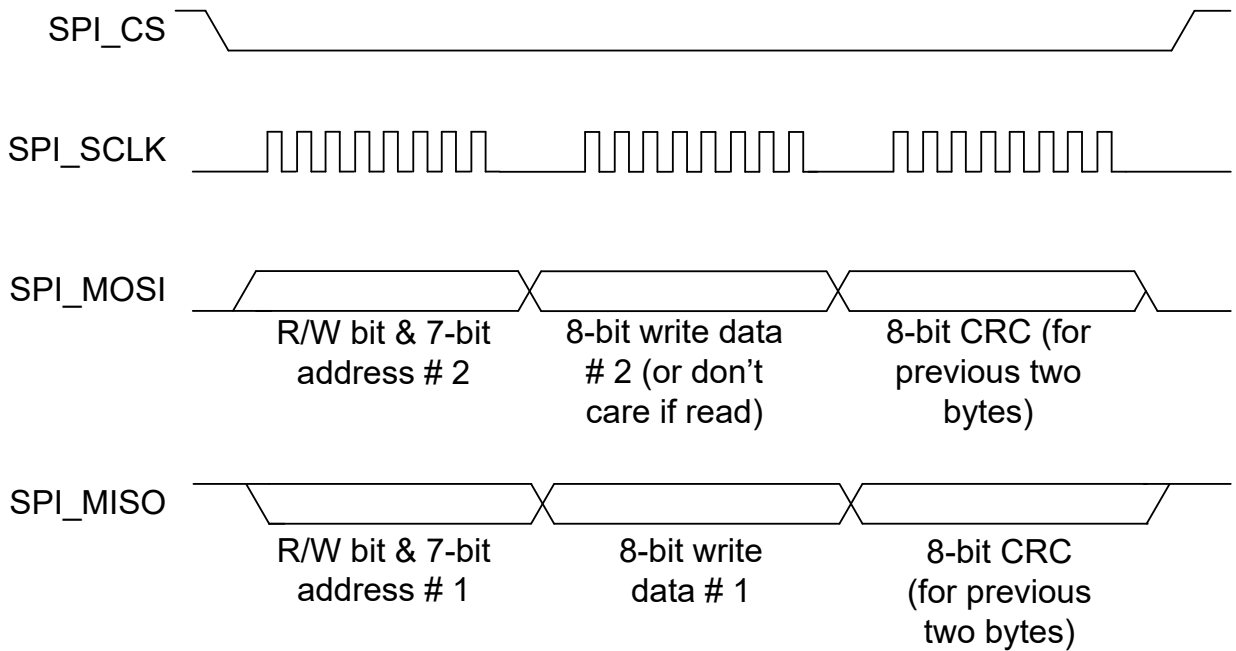 SPI_CS
SPI_SCLK
SPI_MOSI
R/W bit & 7-bit
address # 2
8-bit write data
# 2 (or don’t
care if read)
8-bit CRC (for
previous two
bytes)
SPI_MISO
R/W bit & 7-bit
address # 1
8-bit write
data # 1
8-bit CRC
(for previous
two bytes)